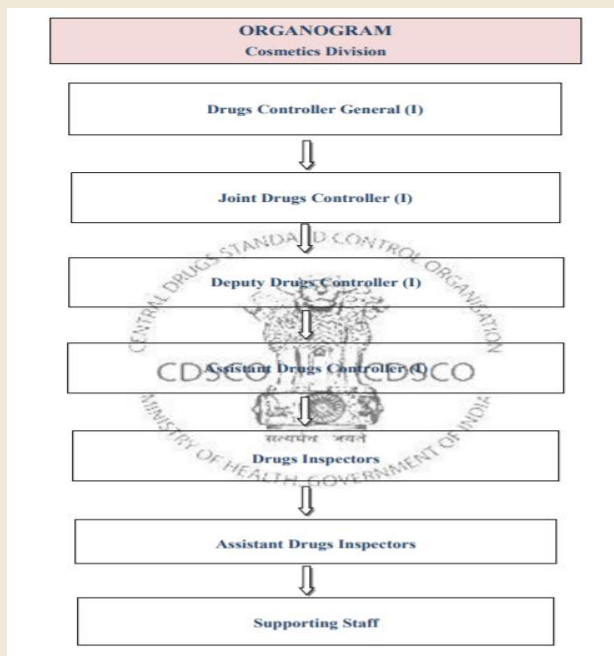 ORGANOGRAM
Cosmetics Division
Drugs Controller General (I)
Joint Drugs Controller (I)
CENTRAL DRUGS STANDARD CONTROL ORGANISATION
Deputy Drugs Controller (I)
Assistant Drugs Controller (I)
CDSCO CDSCO
सत्यमेव जयते
MINISTRY OF HEALTH, GOVERNMENT OF INDIA
Drugs Inspectors
Assistant Drugs Inspectors
Supporting Staff